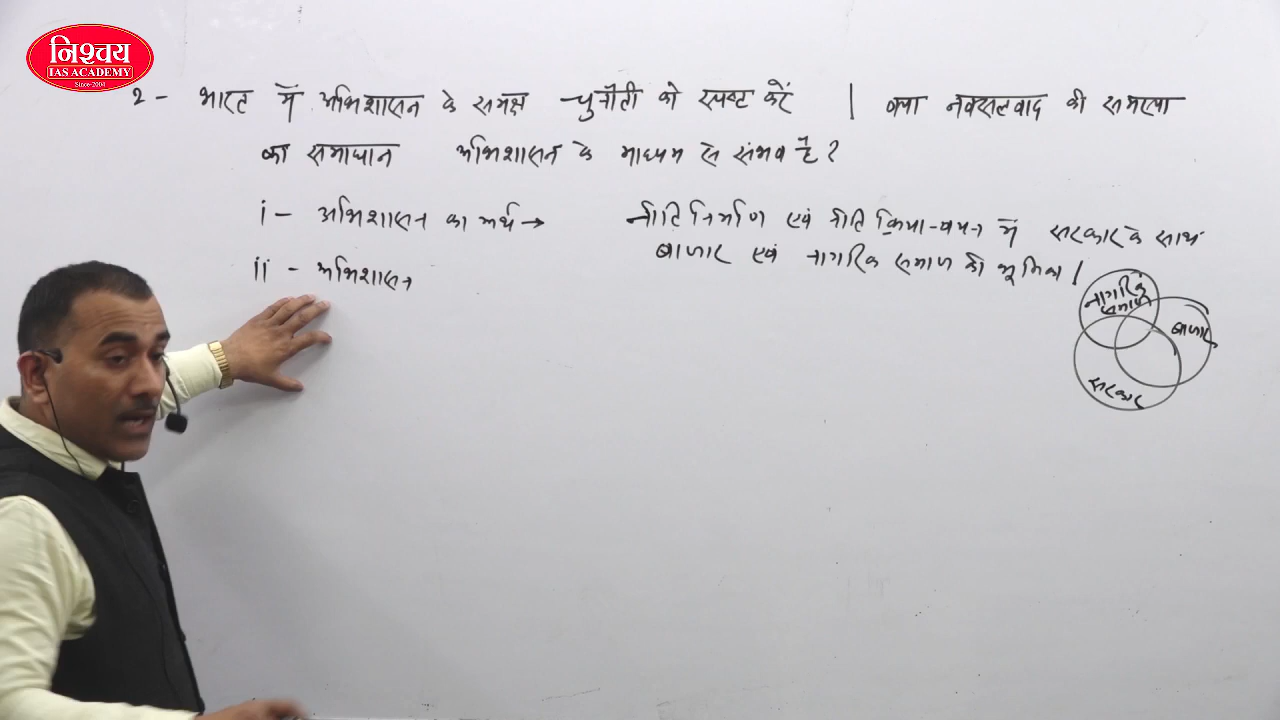 निश्चय
IAS ACADEMY
Since-2004
२- भारत में अभिशासन के समक्ष चुनौती को स्पष्ट करें | क्या नक्सलवाद की समस्या
का समाधान अभिशासन के माध्यम से संभव है?
i- अभिशासन का अर्थ → नीति निर्माण एवं नीति क्रियान्वयन में सरकार के साथ
बाजार एवं नागरिक समाज की भूमिका |
ii - अभिशासन
नागरिक
समाज
बाजार
सरकार